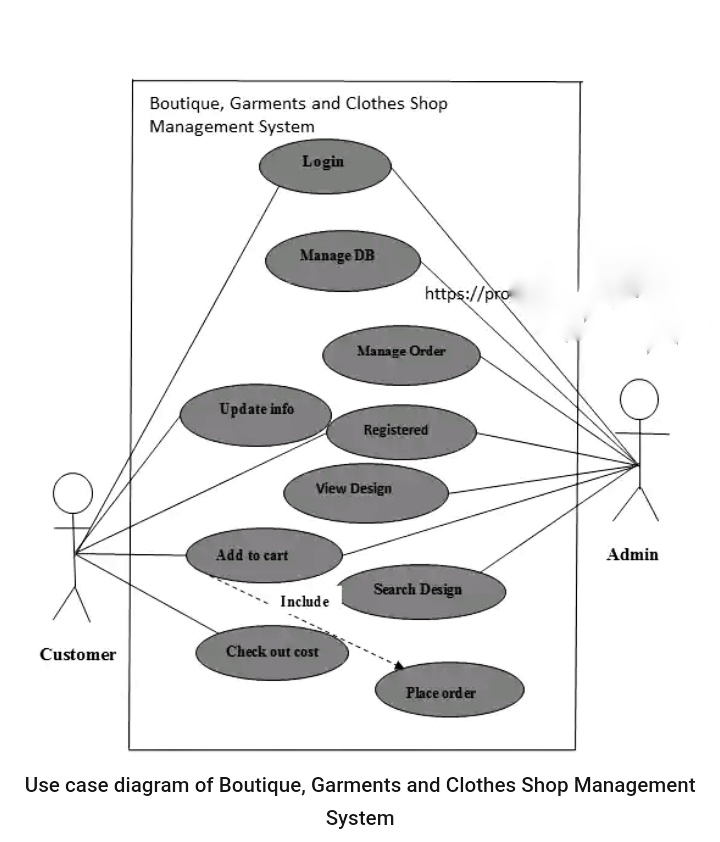 Boutique, Garments and Clothes Shop
Management System
Login
Manage DB
https://pro
Manage Order
Update info
Registered
View Design
Add to cart
Admin
Search Design
Include
Customer
Check out cost
Place order
Use case diagram of Boutique, Garments and Clothes Shop Management
System